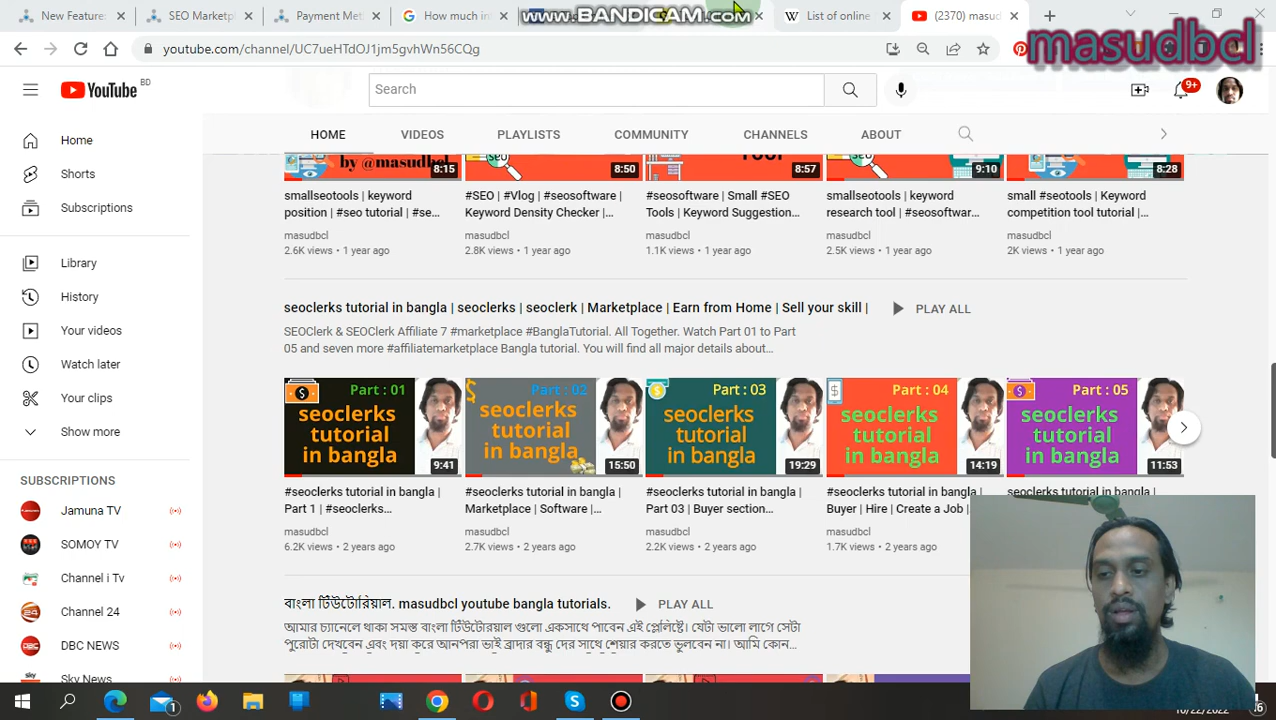 New Feature:
SEO Marketp
Payment Met
How much in
www.BANDICAM.com
List of online
(2370) masud
youtube.com/channel/UC7ueHTdOJ1jm5gvhWn56CQg
masudbcl
YouTube BD
Search
9+
HOME VIDEOS PLAYLISTS COMMUNITY CHANNELS ABOUT
Home
Shorts
Subscriptions
Library
History
Your videos
Watch later
Your clips
Show more
SUBSCRIPTIONS
Jamuna TV
SOMOY TV
Channel i Tv
Channel 24
DBC NEWS
Sky News
by @masudbcl
8:15
seo
8:50
8:57
9:10
8:28
smallseotools | keyword
position | #seo tutorial | #se...
masudbcl
2.6K views • 1 year ago
#SEO | #Vlog | #seosoftware |
Keyword Density Checker |...
masudbcl
2.8K views • 1 year ago
#seosoftware | Small #SEO
Tools | Keyword Suggestion...
masudbcl
1.1K views • 1 year ago
smallseotools | keyword
research tool | #seosoftwar...
masudbcl
2.5K views • 1 year ago
small #seotools | Keyword
competition tool tutorial |...
masudbcl
2K views • 1 year ago
seoclerks tutorial in bangla | seoclerks | seoclerk | Marketplace | Earn from Home | Sell your skill |
PLAY ALL
SEOClerk & SEOClerk Affiliate 7 #marketplace #BanglaTutorial. All Together. Watch Part 01 to Part
05 and seven more #affiliatemarketplace Bangla tutorial. You will find all major details about...
Part : 01
seoclerks
tutorial
in bangla
9:41
Part : 02
seoclerks
tutorial
in bangla
15:50
Part : 03
seoclerks
tutorial
in bangla
19:29
Part : 04
seoclerks
tutorial
in bangla
14:19
Part : 05
seoclerks
tutorial
in bangla
11:53
#seoclerks tutorial in bangla |
Part 1 | #seoclerks...
masudbcl
6.2K views • 2 years ago
#seoclerks tutorial in bangla |
Marketplace | Software |...
masudbcl
2.7K views • 2 years ago
#seoclerks tutorial in bangla |
Part 03 | Buyer section...
masudbcl
2.2K views • 2 years ago
#seoclerks tutorial in bangla |
Buyer | Hire | Create a Job |
masudbcl
1.7K views • 2 years ago
seoclerks tutorial in bangla |
বাংলা টিউটোরিয়াল. masudbcl youtube bangla tutorials.
PLAY ALL
আমার চ্যানেলে থাকা সমস্ত বাংলা টিউটোরয়াল গুলো একসাথে পাবেন এই প্লেলিষ্টে। যেটা ভালো লাগে সেটা
পুরোটা দেখবেন এবং দয়া করে আনপরা ভাই ব্রাদার বন্ধু দের সাথে শেয়ার করতে ভুলবেন না। আমি কোন...
1
10/22/2022